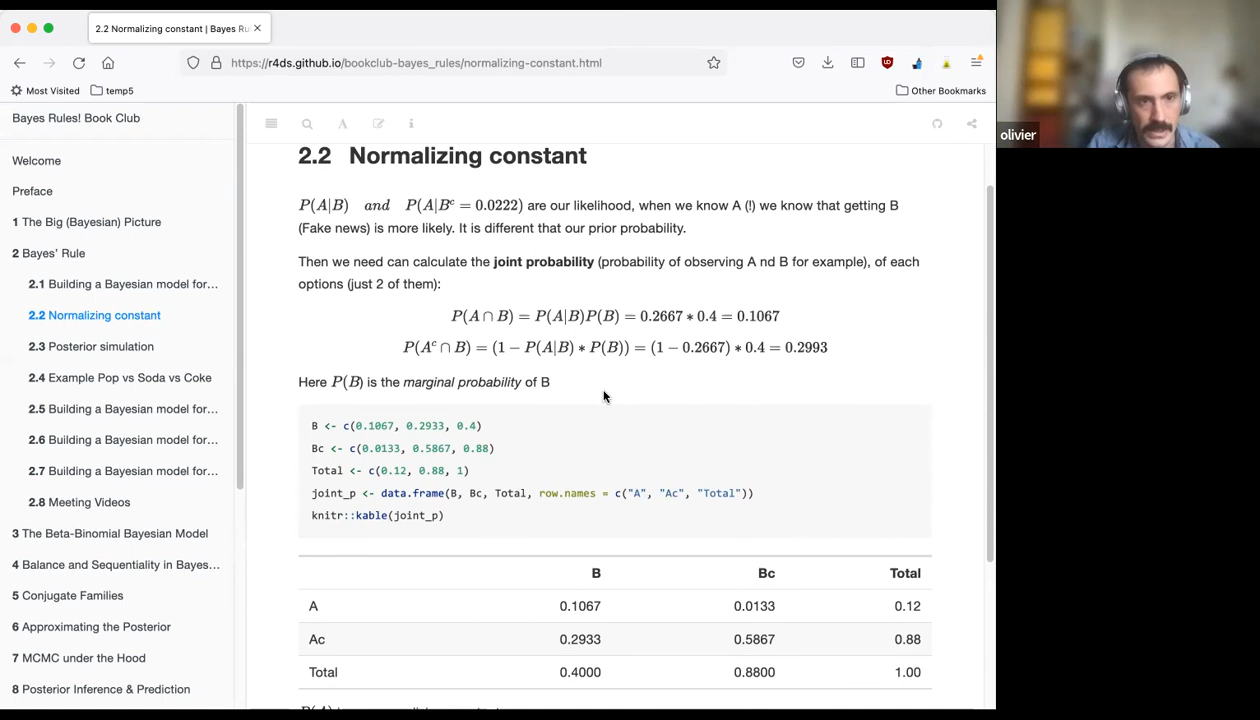 2.2 Normalizing constant | Bayes Ru
https://r4ds.github.io/bookclub-bayes_rules/normalizing-constant.html
Most Visited temp5 Other Bookmarks
Bayes Rules! Book Club
Welcome
Preface
1 The Big (Bayesian) Picture
2 Bayes' Rule
2.1 Building a Bayesian model for...
2.2 Normalizing constant
2.3 Posterior simulation
2.4 Example Pop vs Soda vs Coke
2.5 Building a Bayesian model for...
2.6 Building a Bayesian model for...
2.7 Building a Bayesian model for...
2.8 Meeting Videos
3 The Beta-Binomial Bayesian Model
4 Balance and Sequentiality in Bayes...
5 Conjugate Families
6 Approximating the Posterior
7 MCMC under the Hood
8 Posterior Inference & Prediction
2.2 Normalizing constant
P(A|B) and P(A|Bᶜ = 0.0222) are our likelihood, when we know A (!) we know that getting B
(Fake news) is more likely. It is different that our prior probability.
Then we need can calculate the joint probability (probability of observing A nd B for example), of each
options (just 2 of them):
P(A ∩ B) = P(A|B)P(B) = 0.2667 * 0.4 = 0.1067
P(Aᶜ ∩ B) = (1 − P(A|B) * P(B)) = (1 − 0.2667) * 0.4 = 0.2993
Here P(B) is the marginal probability of B
B <- c(0.1067, 0.2933, 0.4)
Bc <- c(0.0133, 0.5867, 0.88)
Total <- c(0.12, 0.88, 1)
joint_p <- data.frame(B, Bc, Total, row.names = c("A", "Ac", "Total"))
knitr::kable(joint_p)
B Bc Total
A 0.1067 0.0133 0.12
Ac 0.2933 0.5867 0.88
Total 0.4000 0.8800 1.00
olivier